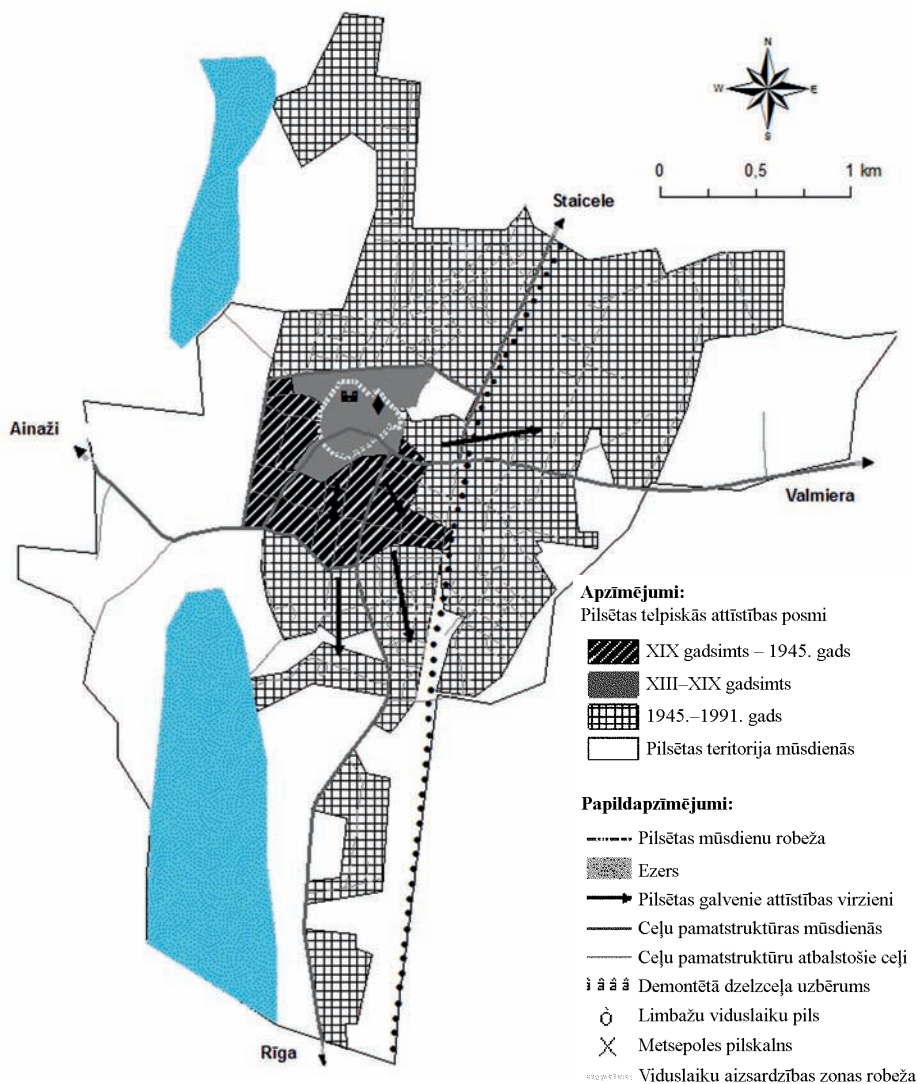 N
W E
S
0 0,5 1 km
Staicele
Ainaži
Valmiera
Rīga
Apzīmējumi:
Pilsētas telpiskās attīstības posmi
XIX gadsimts – 1945. gads
XIII–XIX gadsimts
1945.–1991. gads
Pilsētas teritorija mūsdienās
Papildapzīmējumi:
Pilsētas mūsdienu robeža
Ezers
Pilsētas galvenie attīstības virzieni
Ceļu pamatstruktūras mūsdienās
Ceļu pamatstruktūru atbalstošie ceļi
Demontētā dzelzceļa uzbērums
Limbažu viduslaiku pils
Metsepoles pilskalns
Viduslaiku aizsardzības zonas robeža